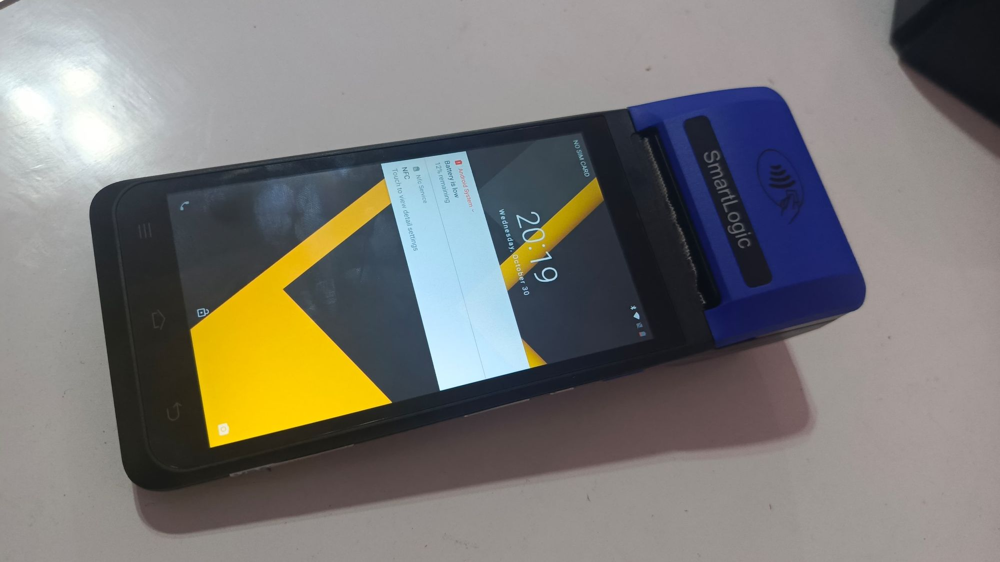 SmartLogic
NO SIM CARD
20:19
Wednesday, October 30
Android System
Battery is low
12% remaining
Nfc Service
NFC
Touch to view detail settings